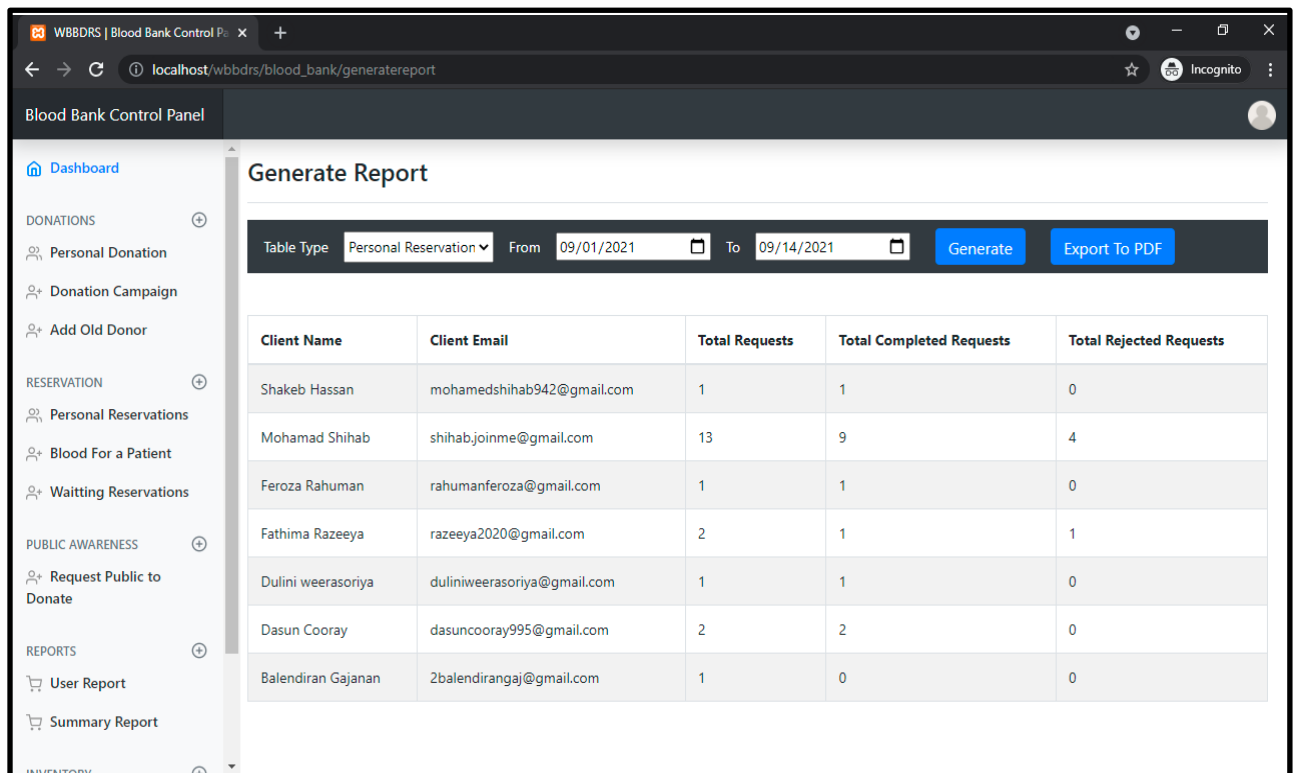 WBBDRS | Blood Bank Control Pa
localhost/wbbdrs/blood_bank/generatereport
Incognito
Blood Bank Control Panel
Dashboard
DONATIONS
Personal Donation
Donation Campaign
Add Old Donor
RESERVATION
Personal Reservations
Blood For a Patient
Waitting Reservations
PUBLIC AWARENESS
Request Public to
Donate
REPORTS
User Report
Summary Report
INVENTORY
Generate Report
Table Type Personal Reservation From 09/01/2021 To 09/14/2021 Generate Export To PDF
Client Name Client Email Total Requests Total Completed Requests Total Rejected Requests
Shakeb Hassan mohamedshihab942@gmail.com 1 1 0
Mohamad Shihab shihab.joinme@gmail.com 13 9 4
Feroza Rahuman rahumanferoza@gmail.com 1 1 0
Fathima Razeeya razeeya2020@gmail.com 2 1 1
Dulini weerasoriya duliniweerasoriya@gmail.com 1 1 0
Dasun Cooray dasuncooray995@gmail.com 2 2 0
Balendiran Gajanan 2balendirangaj@gmail.com 1 0 0